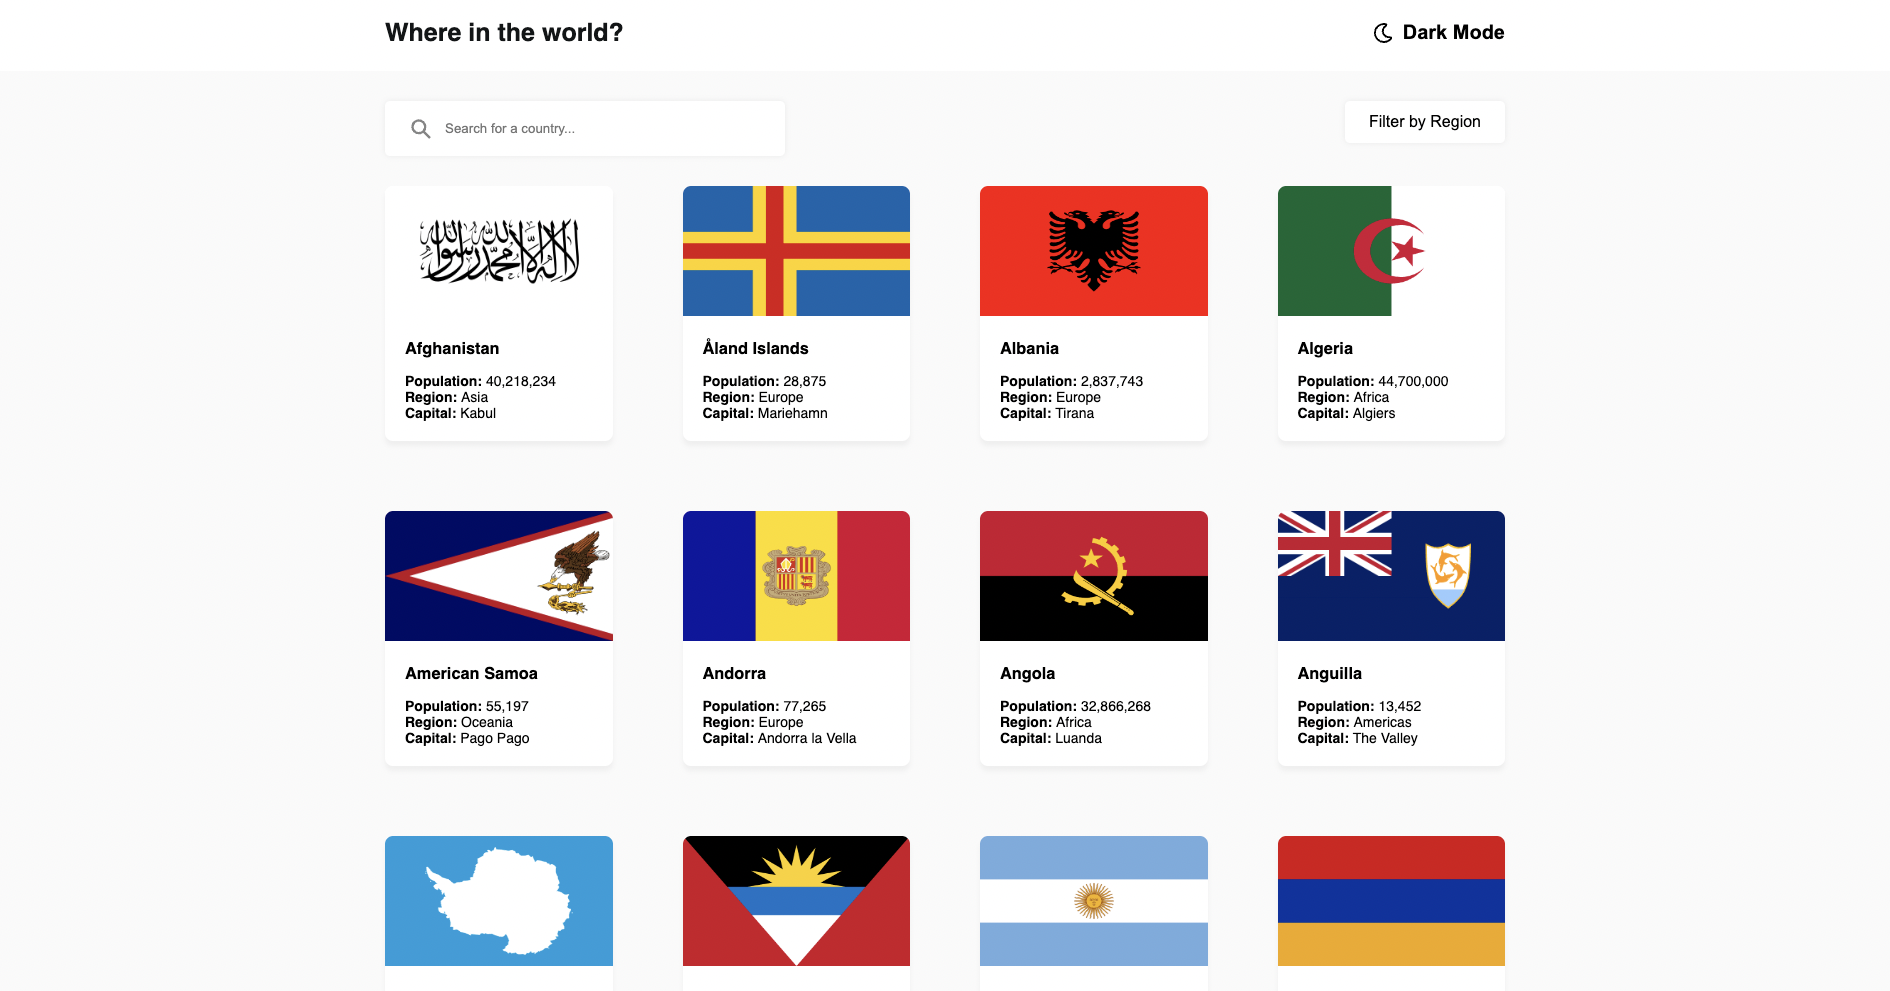 Where in the world?
Dark Mode
Search for a country...
Filter by Region
لا إله إلا الله محمد رسول الله
Afghanistan
Population: 40,218,234
Region: Asia
Capital: Kabul
Åland Islands
Population: 28,875
Region: Europe
Capital: Mariehamn
Albania
Population: 2,837,743
Region: Europe
Capital: Tirana
Algeria
Population: 44,700,000
Region: Africa
Capital: Algiers
American Samoa
Population: 55,197
Region: Oceania
Capital: Pago Pago
Andorra
Population: 77,265
Region: Europe
Capital: Andorra la Vella
Angola
Population: 32,866,268
Region: Africa
Capital: Luanda
Anguilla
Population: 13,452
Region: Americas
Capital: The Valley